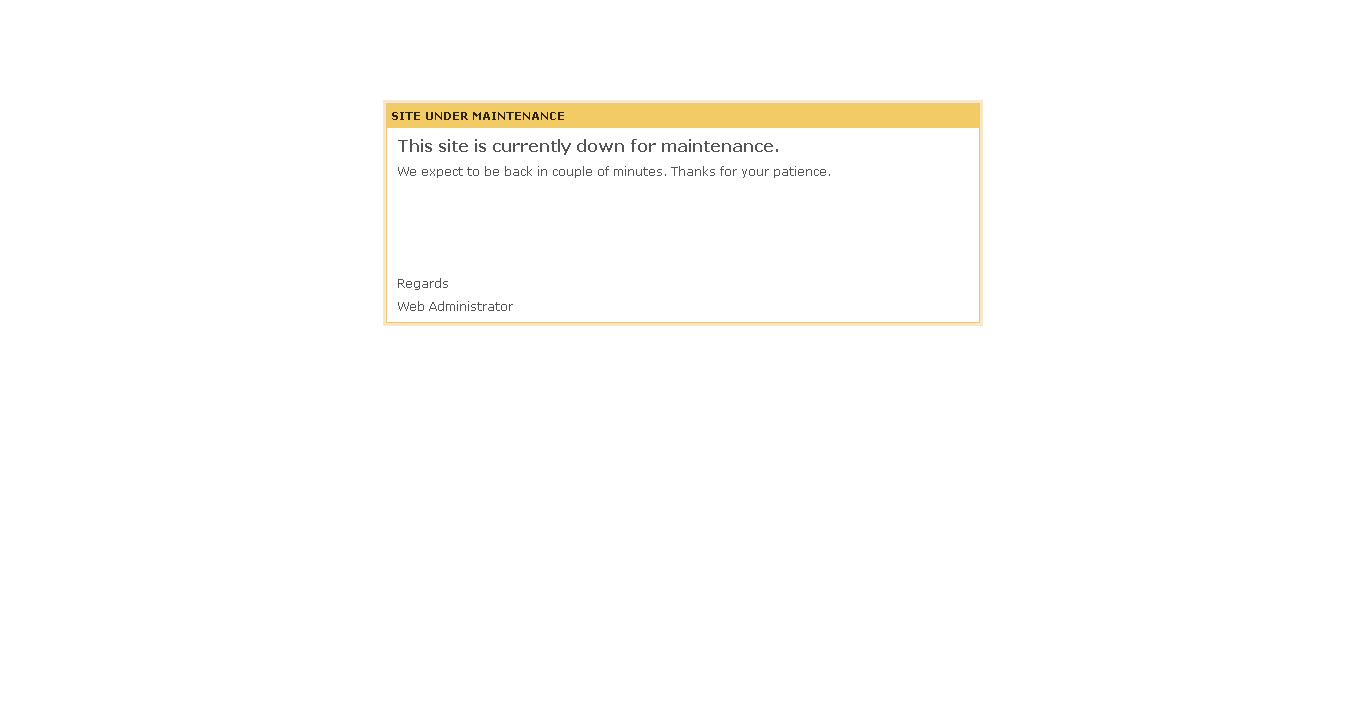 SITE UNDER MAINTENANCE
This site is currently down for maintenance.
We expect to be back in couple of minutes. Thanks for your patience.
Regards
Web Administrator